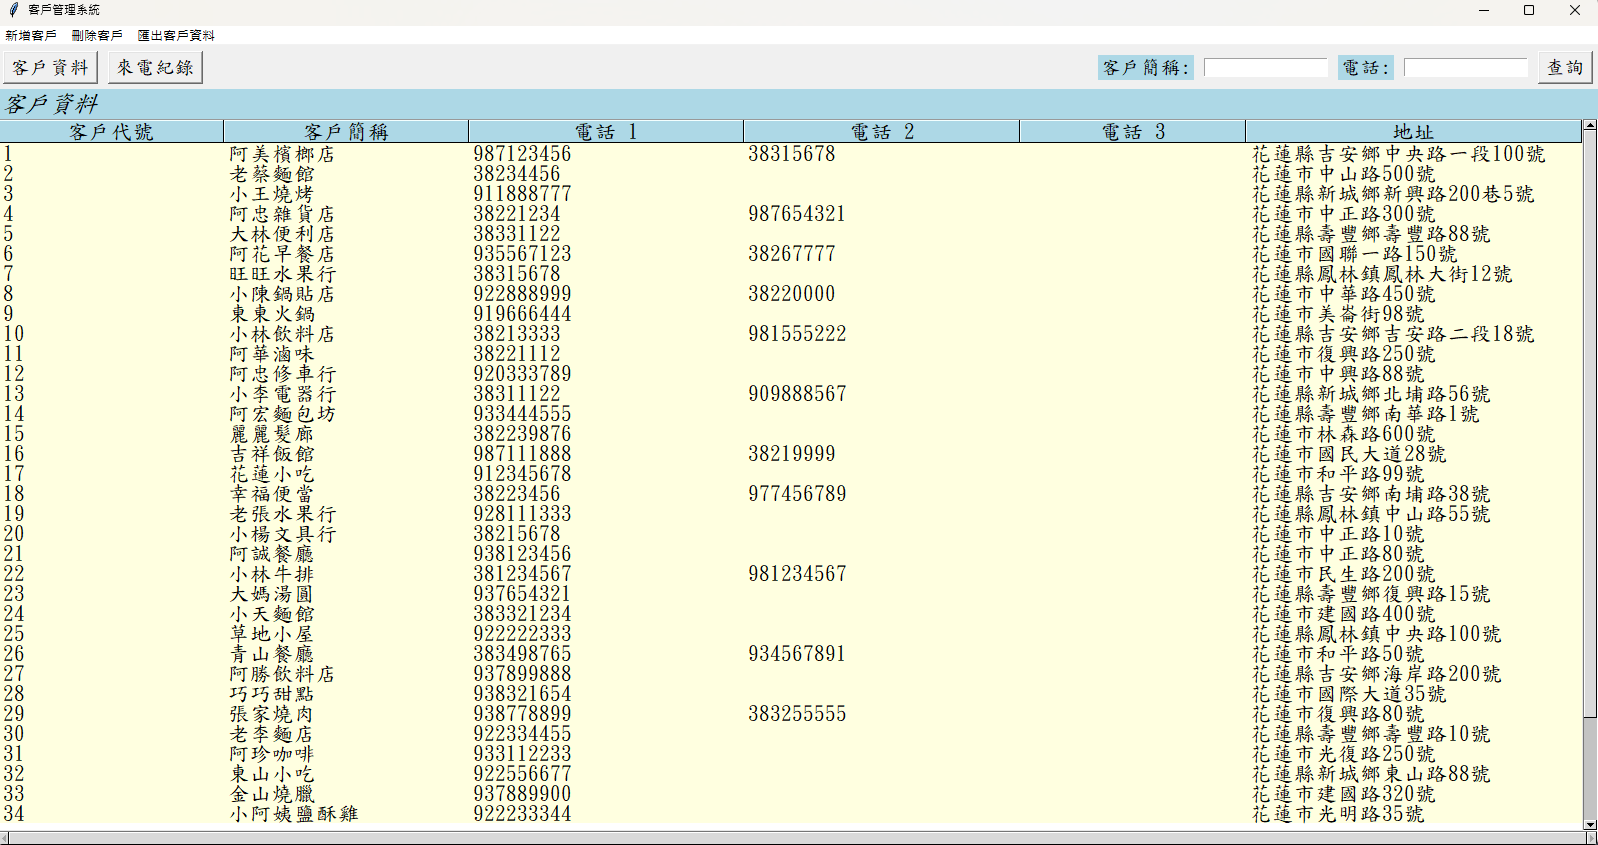 客戶管理系統
新增客戶 刪除客戶 匯出客戶資料
客戶資料 來電紀錄 客戶簡稱: 電話: 查詢
客戶資料
客戶代號 客戶簡稱 電話 1 電話 2 電話 3 地址
1 阿美檳榔店 987123456 38315678 花蓮縣吉安鄉中央路一段100號
2 老蔡麵館 38234456 花蓮市中山路500號
3 小王燒烤 911888777 花蓮縣新城鄉新興路200巷5號
4 阿忠雜貨店 38221234 987654321 花蓮市中正路300號
5 大林便利店 38331122 花蓮縣壽豐鄉壽豐路88號
6 阿花早餐店 935567123 38267777 花蓮市國聯一路150號
7 旺旺水果行 38315678 花蓮縣鳳林鎮鳳林大街12號
8 小陳鍋貼店 922888999 38220000 花蓮市中華路450號
9 東東火鍋 919666444 花蓮市美崙街98號
10 小林飲料店 38213333 981555222 花蓮縣吉安鄉吉安路二段18號
11 阿華滷味 38221112 花蓮市復興路250號
12 阿忠修車行 920333789 花蓮市中興路88號
13 小李電器行 38311122 909888567 花蓮縣新城鄉北埔路56號
14 阿宏麵包坊 933444555 花蓮縣壽豐鄉南華路1號
15 麗麗髮廊 382239876 花蓮市林森路600號
16 吉祥飯館 987111888 38219999 花蓮市國民大道28號
17 花蓮小吃 912345678 花蓮市和平路99號
18 幸福便當 38223456 977456789 花蓮縣吉安鄉南埔路38號
19 老張水果行 928111333 花蓮縣鳳林鎮中山路55號
20 小楊文具行 38215678 花蓮市中正路10號
21 阿誠餐廳 938123456 花蓮市中正路80號
22 小林牛排 381234567 981234567 花蓮市民生路200號
23 大媽湯圓 937654321 花蓮縣壽豐鄉復興路15號
24 小天麵館 383321234 花蓮市建國路400號
25 草地小屋 922222333 花蓮縣鳳林鎮中央路100號
26 青山餐廳 383498765 934567891 花蓮市和平路50號
27 阿勝飲料店 937899888 花蓮縣吉安鄉海岸路200號
28 巧巧甜點 938321654 花蓮市國際大道35號
29 張家燒肉 938778899 383255555 花蓮市復興路80號
30 老李麵店 922334455 花蓮縣壽豐鄉壽豐路10號
31 阿珍咖啡 933112233 花蓮市光復路250號
32 東山小吃 922556677 花蓮縣新城鄉東山路88號
33 金山燒臘 937889900 花蓮市建國路320號
34 小阿姨鹽酥雞 922233344 花蓮市光明路35號